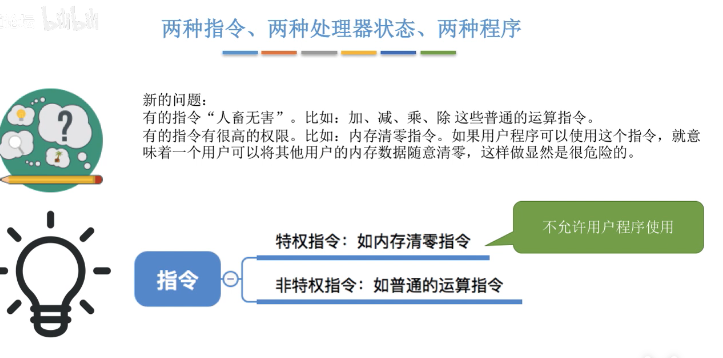 bilibili
两种指令、两种处理器状态、两种程序
新的问题：
有的指令“人畜无害”。比如：加、减、乘、除 这些普通的运算指令。
有的指令有很高的权限。比如：内存清零指令。如果用户程序可以使用这个指令，就意
味着一个用户可以将其他用户的内存数据随意清零，这样做显然是很危险的。
不允许用户程序使用
特权指令：如内存清零指令
指令
非特权指令：如普通的运算指令